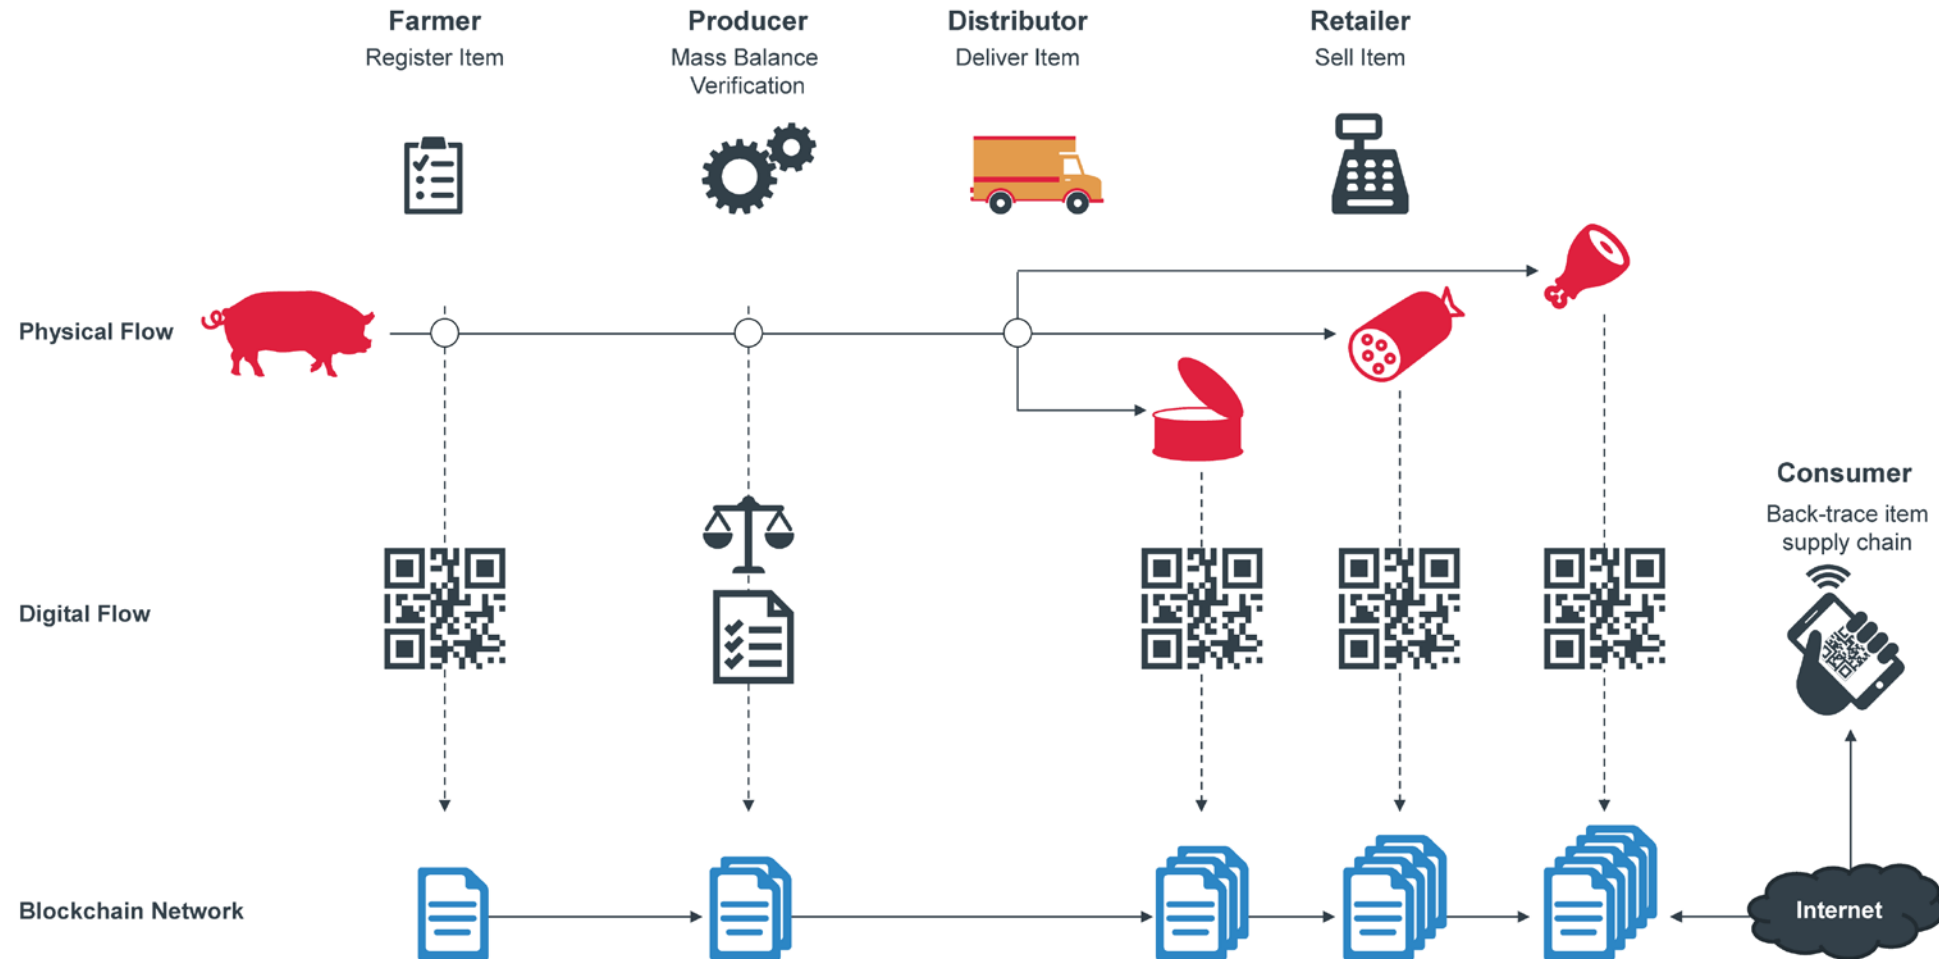 Farmer
Register Item
Producer
Mass Balance
Verification
Distributor
Deliver Item
Retailer
Sell Item
Physical Flow
Consumer
Back-trace item
supply chain
Digital Flow
Blockchain Network
Internet